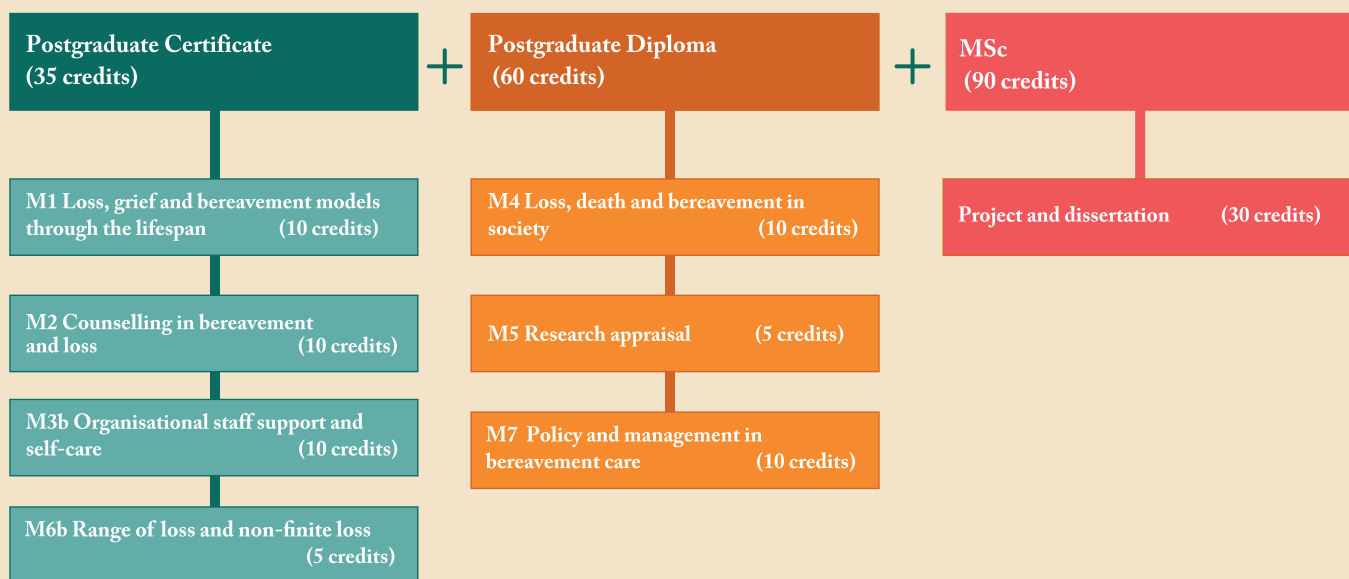 Postgraduate Certificate
(35 credits)
M1 Loss, grief and bereavement models
through the lifespan (10 credits)
M2 Counselling in bereavement
and loss (10 credits)
M3b Organisational staff support and
self-care (10 credits)
M6b Range of loss and non-finite loss
(5 credits)
+
Postgraduate Diploma
(60 credits)
M4 Loss, death and bereavement in
society (10 credits)
M5 Research appraisal (5 credits)
M7 Policy and management in
bereavement care (10 credits)
+
MSc
(90 credits)
Project and dissertation (30 credits)